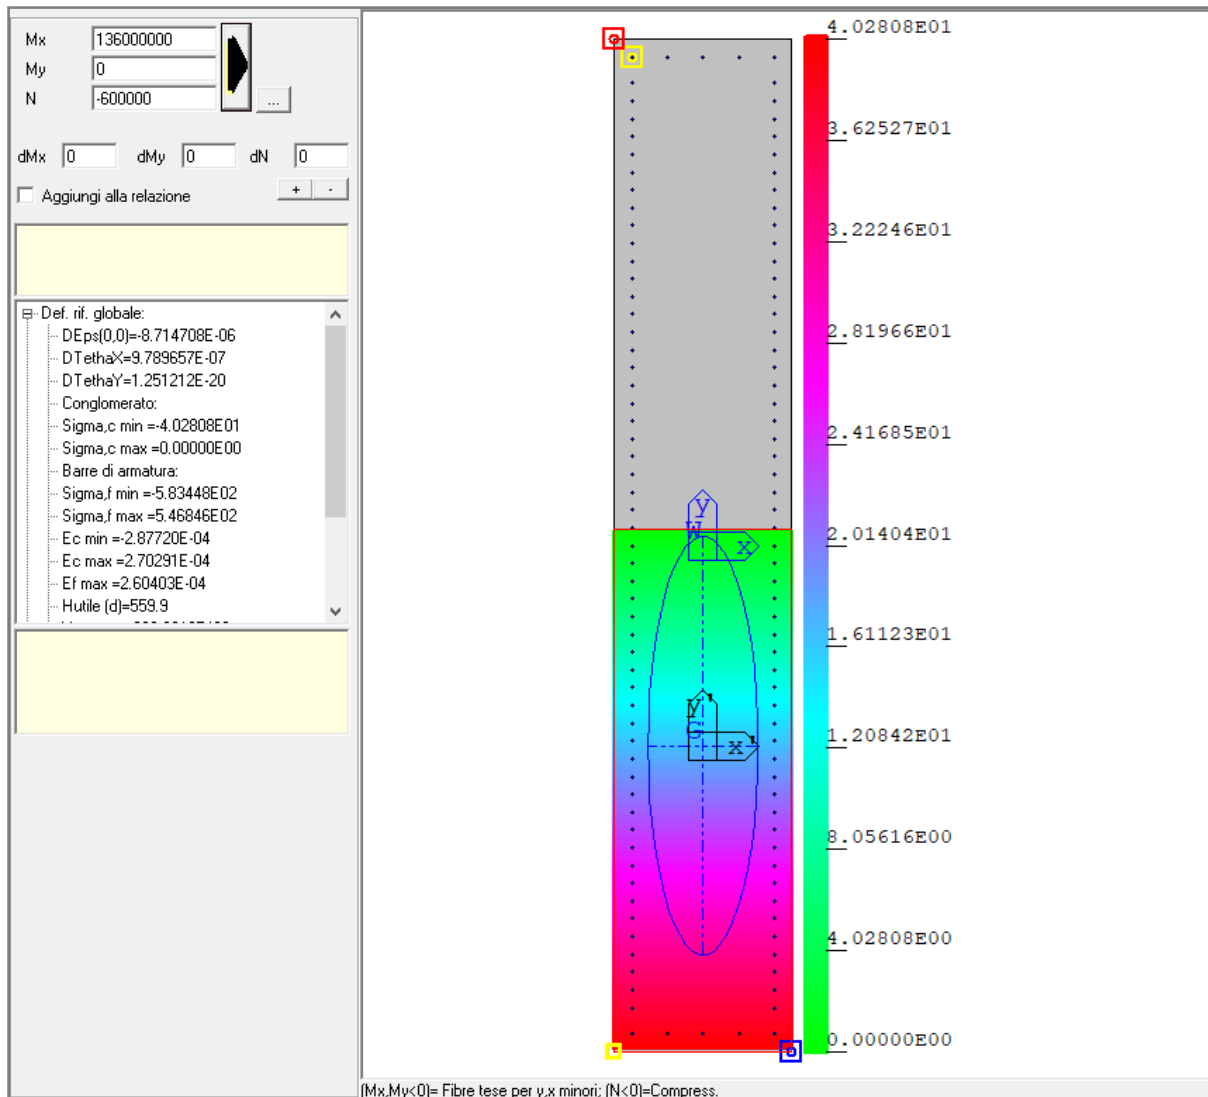 Mx 136000000
My 0
N -600000
...
dMx 0 dMy 0 dN 0
Aggiungi alla relazione
+ -
Def. rif. globale:
DEps(0,0)=-8.714708E-06
DTethaX=9.789657E-07
DTethaY=1.251212E-20
Conglomerato:
Sigma,c min =-4.02808E01
Sigma,c max =0.00000E00
Barre di armatura:
Sigma,f min =-5.83448E02
Sigma,f max =5.46846E02
Ec min =-2.87720E-04
Ec max =2.70291E-04
Ef max =2.60403E-04
Hutile (d)=559.9
y
W
x
y'
G
x'
4.02808E01
3.62527E01
3.22246E01
2.81966E01
2.41685E01
2.01404E01
1.61123E01
1.20842E01
8.05616E00
4.02808E00
0.00000E00
(Mx,My<0)= Fibre tese per y,x minori; (N<0)=Compress.